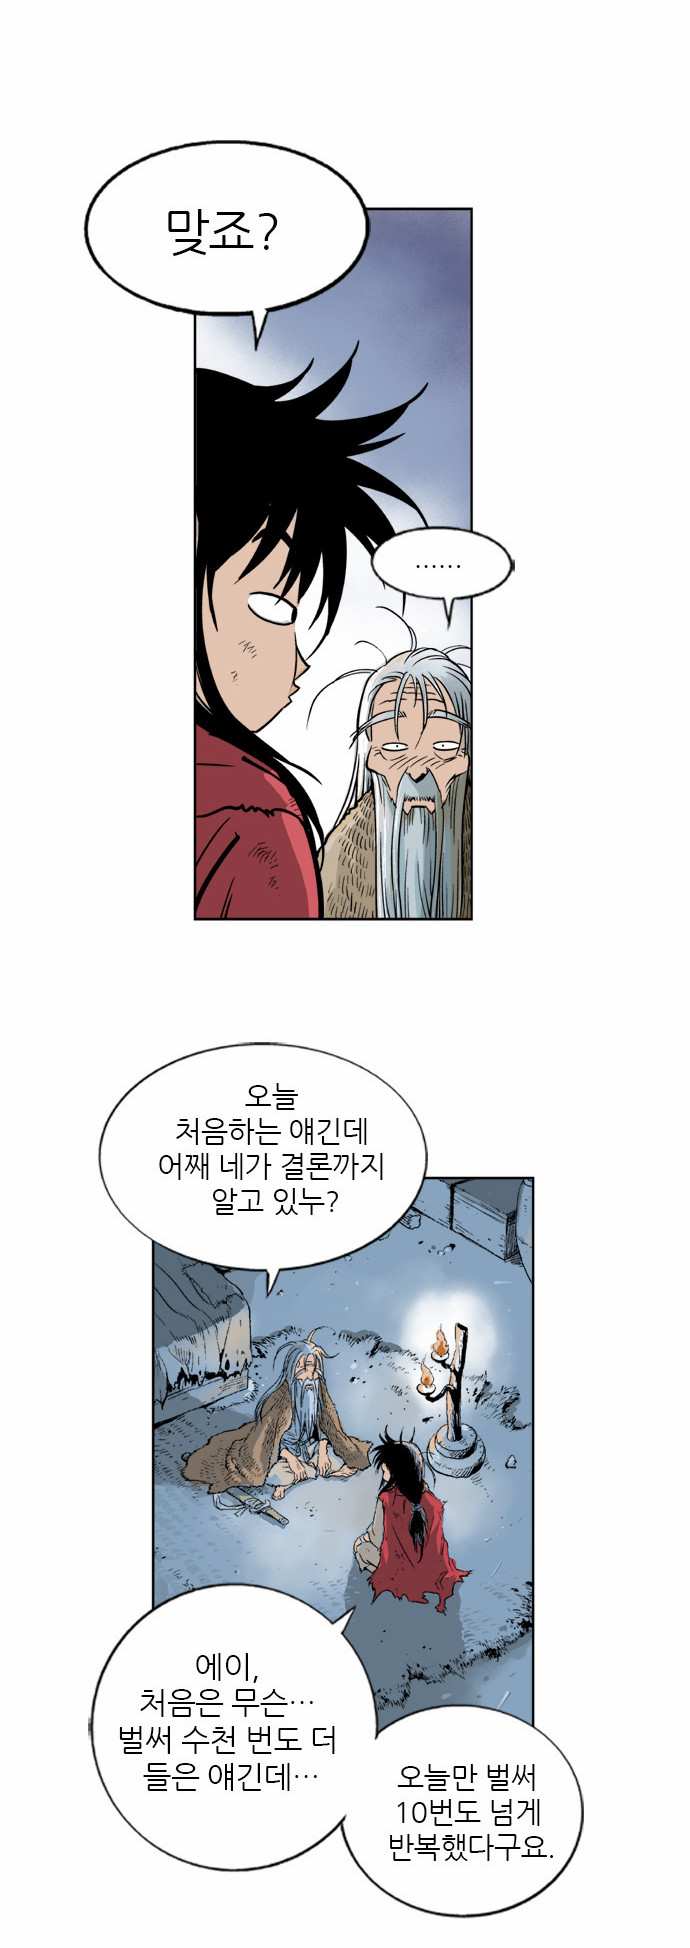 맞죠?
······
오늘
처음하는 얘긴데
어째 네가 결론까지
알고 있누?
에이,
처음은 무슨…
벌써 수천 번도 더
들은 얘긴데…
오늘만 벌써
10번도 넘게
반복했다구요.